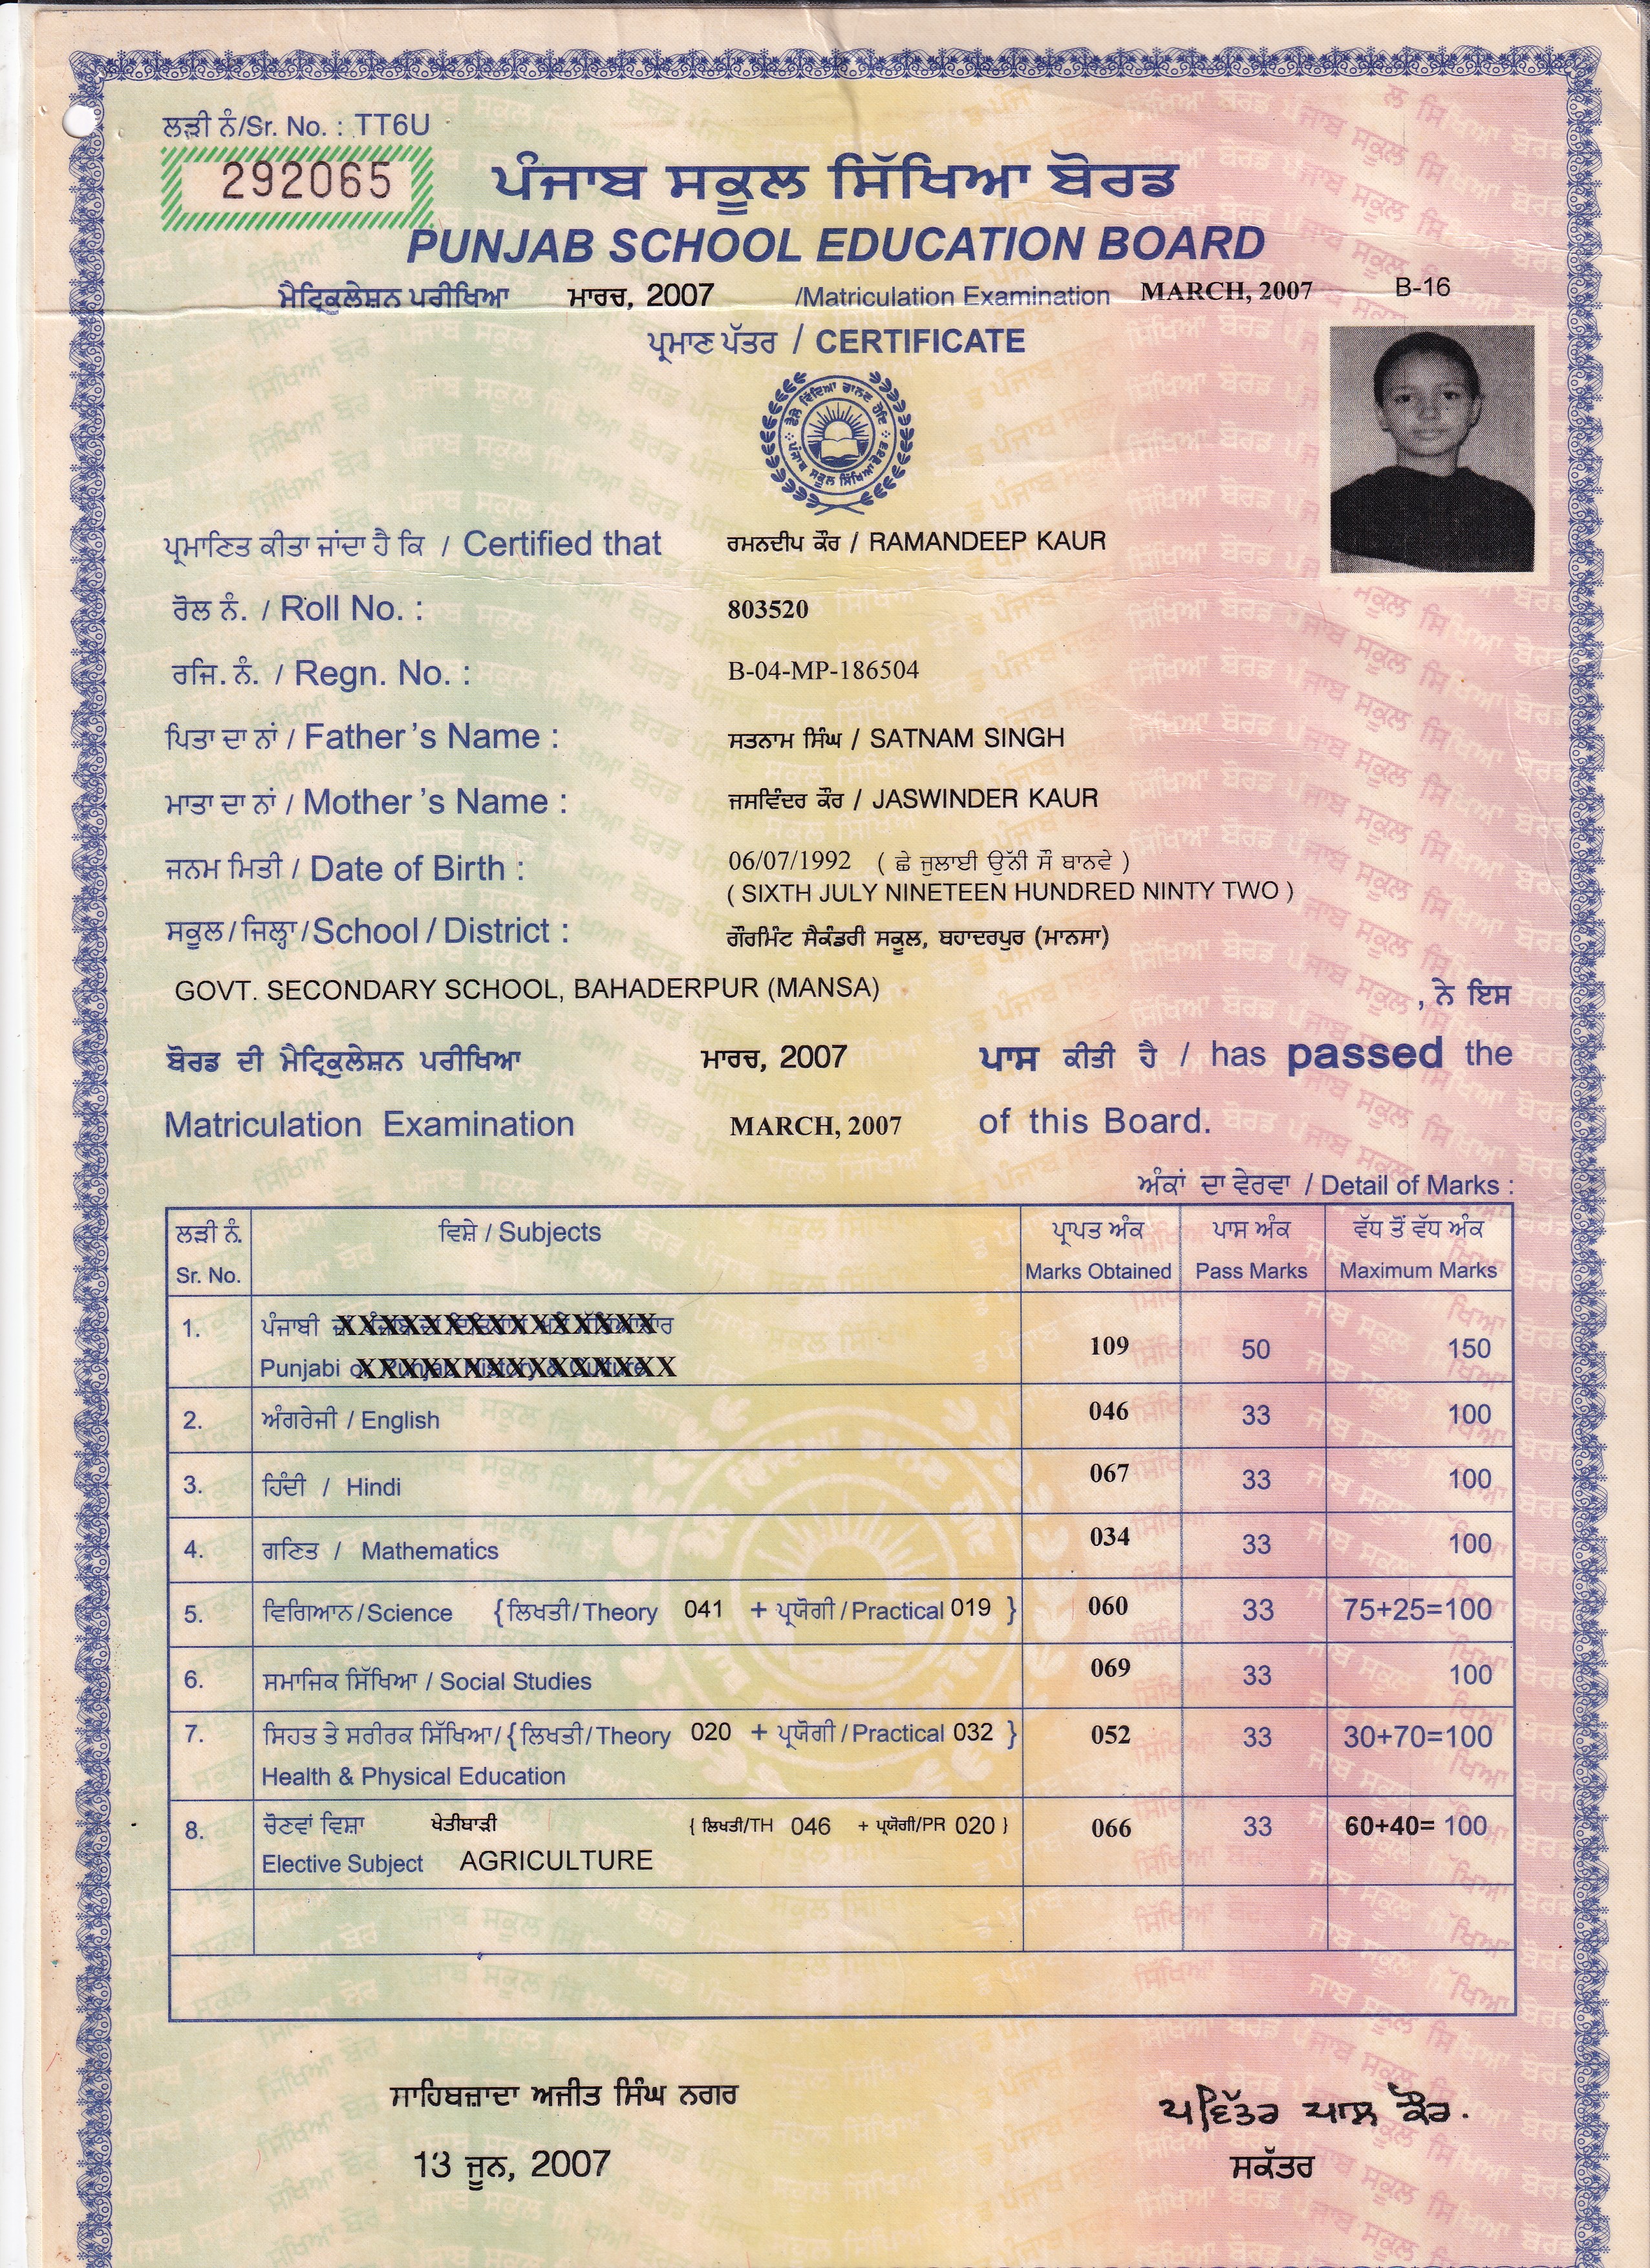 ਲੜੀ ਨੰ/Sr. No. : TT6U
292065
ਪੰਜਾਬ ਸਕੂਲ ਸਿੱਖਿਆ ਬੋਰਡ
PUNJAB SCHOOL EDUCATION BOARD
ਮੈਟ੍ਰਿਕੁਲੇਸ਼ਨ ਪਰੀਖਿਆ ਮਾਰਚ, 2007 /Matriculation Examination MARCH, 2007 B-16
ਪ੍ਰਮਾਣ ਪੱਤਰ / CERTIFICATE
ਪ੍ਰਮਾਣਿਤ ਕੀਤਾ ਜਾਂਦਾ ਹੈ ਕਿ / Certified that ਰਮਨਦੀਪ ਕੌਰ / RAMANDEEP KAUR
ਰੋਲ ਨੰ. / Roll No. : 803520
ਰਜਿ. ਨੰ. / Regn. No. : B-04-MP-186504
ਪਿਤਾ ਦਾ ਨਾਂ / Father's Name : ਸਤਨਾਮ ਸਿੰਘ / SATNAM SINGH
ਮਾਤਾ ਦਾ ਨਾਂ / Mother's Name : ਜਸਵਿੰਦਰ ਕੌਰ / JASWINDER KAUR
ਜਨਮ ਮਿਤੀ / Date of Birth : 06/07/1992 ( ਛੇ ਜੁਲਾਈ ਉੱਨੀ ਸੌ ਬਾਨਵੇ )
( SIXTH JULY NINETEEN HUNDRED NINTY TWO )
ਸਕੂਲ / ਜਿਲ੍ਹਾ / School / District : ਗੌਰਮਿੰਟ ਸੈਕੰਡਰੀ ਸਕੂਲ, ਬਹਾਦਰਪੁਰ (ਮਾਨਸਾ)
GOVT. SECONDARY SCHOOL, BAHADERPUR (MANSA) , ਨੇ ਇਸ
ਬੋਰਡ ਦੀ ਮੈਟ੍ਰਿਕੁਲੇਸ਼ਨ ਪਰੀਖਿਆ ਮਾਰਚ, 2007 ਪਾਸ ਕੀਤੀ ਹੈ / has passed the
Matriculation Examination MARCH, 2007 of this Board.
ਅੰਕਾਂ ਦਾ ਵੇਰਵਾ / Detail of Marks :
ਲੜੀ ਨੰ. ਵਿਸ਼ੇ / Subjects ਪ੍ਰਾਪਤ ਅੰਕ ਪਾਸ ਅੰਕ ਵੱਧ ਤੋਂ ਵੱਧ ਅੰਕ
Sr. No. Marks Obtained Pass Marks Maximum Marks
1. ਪੰਜਾਬੀ XXXXXXXXXXXXXXX
Punjabi XXXXXXXXXXXXXXX 109 50 150
2. ਅੰਗਰੇਜੀ / English 046 33 100
3. ਹਿੰਦੀ / Hindi 067 33 100
4. ਗਣਿਤ / Mathematics 034 33 100
5. ਵਿਗਿਆਨ / Science {ਲਿਖਤੀ / Theory 041 + ਪ੍ਰਯੋਗੀ / Practical 019 } 060 33 75+25=100
6. ਸਮਾਜਿਕ ਸਿੱਖਿਆ / Social Studies 069 33 100
7. ਸਿਹਤ ਤੇ ਸਰੀਰਕ ਸਿੱਖਿਆ/{ਲਿਖਤੀ/Theory 020 + ਪ੍ਰਯੋਗੀ / Practical 032 } 052 33 30+70=100
Health & Physical Education
8. ਚੋਣਵਾਂ ਵਿਸ਼ਾ ਖੇਤੀਬਾੜੀ { ਲਿਖਤੀ/TH 046 + ਪ੍ਰਯੋਗੀ/PR 020 } 066 33 60+40= 100
Elective Subject AGRICULTURE
ਸਾਹਿਬਜ਼ਾਦਾ ਅਜੀਤ ਸਿੰਘ ਨਗਰ ਪਵਿੱਤਰ ਪਾਲ ਕੌਰ.
13 ਜੂਨ, 2007 ਸਕੱਤਰ